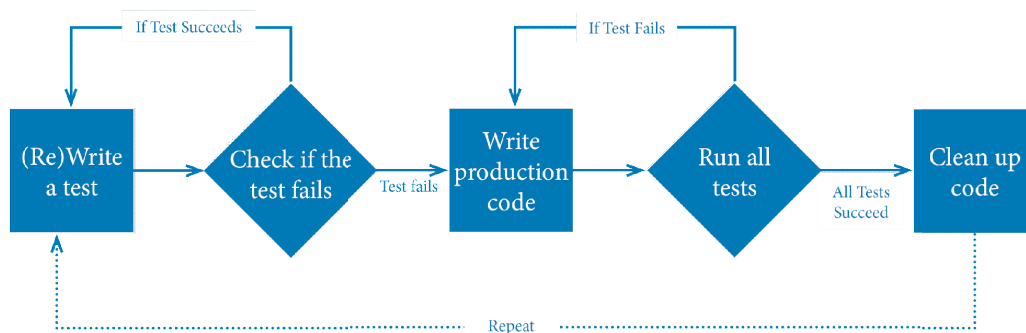 If Test Succeeds
If Test Fails
(Re)Write
a test
Check if the
test fails
Test fails
Write
production
code
Run all
tests
All Tests
Succeed
Clean up
code
Repeat